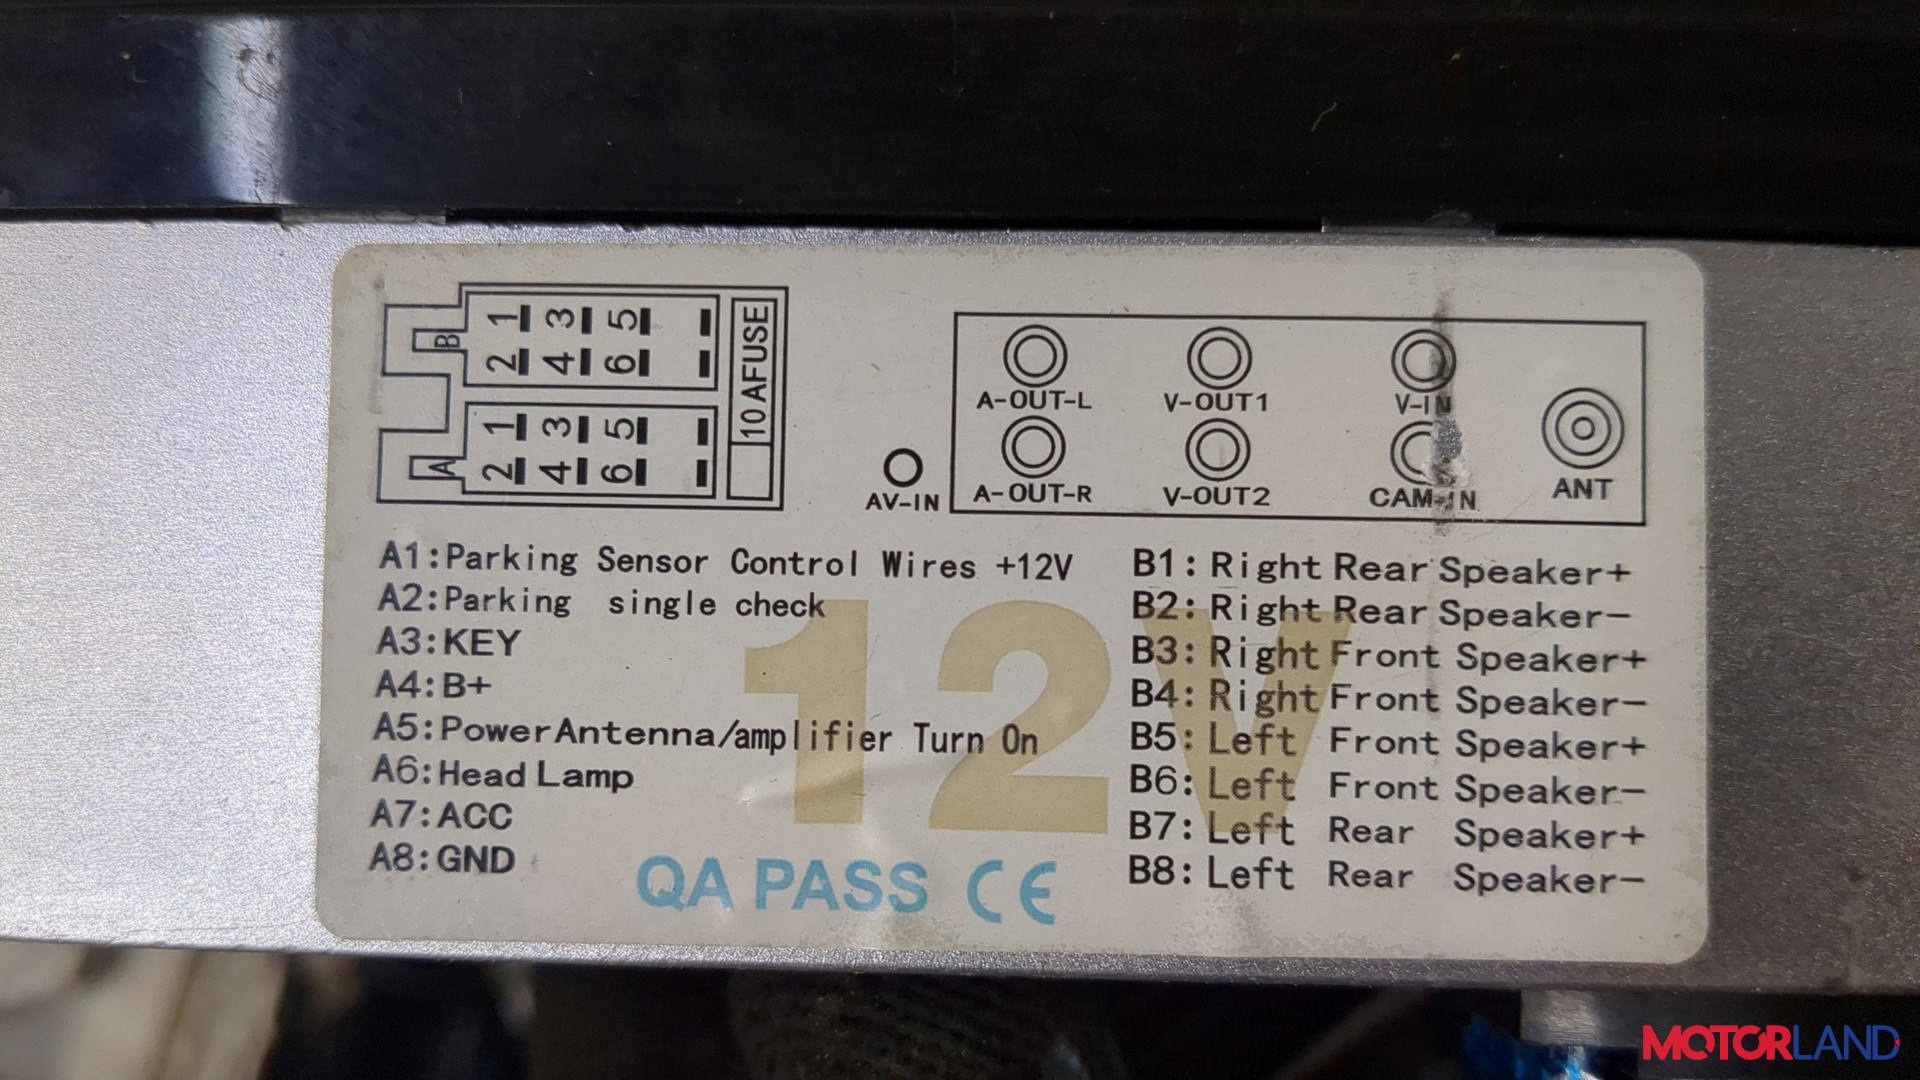 B
1 3 5
2 4 6
A
1 3 5
2 4 6
10 AFUSE
AV-IN
A-OUT-L V-OUT1 V-IN
A-OUT-R V-OUT2 CAM-IN ANT
A1:Parking Sensor Control Wires +12V
A2:Parking single check
A3:KEY
A4:B+
A5:Power Antenna/amplifier Turn On
A6:Head Lamp
A7:ACC
A8:GND
B1:Right Rear Speaker+
B2:Right Rear Speaker-
B3:Right Front Speaker+
B4:Right Front Speaker-
B5:Left Front Speaker+
B6:Left Front Speaker-
B7:Left Rear Speaker+
B8:Left Rear Speaker-
12V
QA PASS CE
MOTORLAND